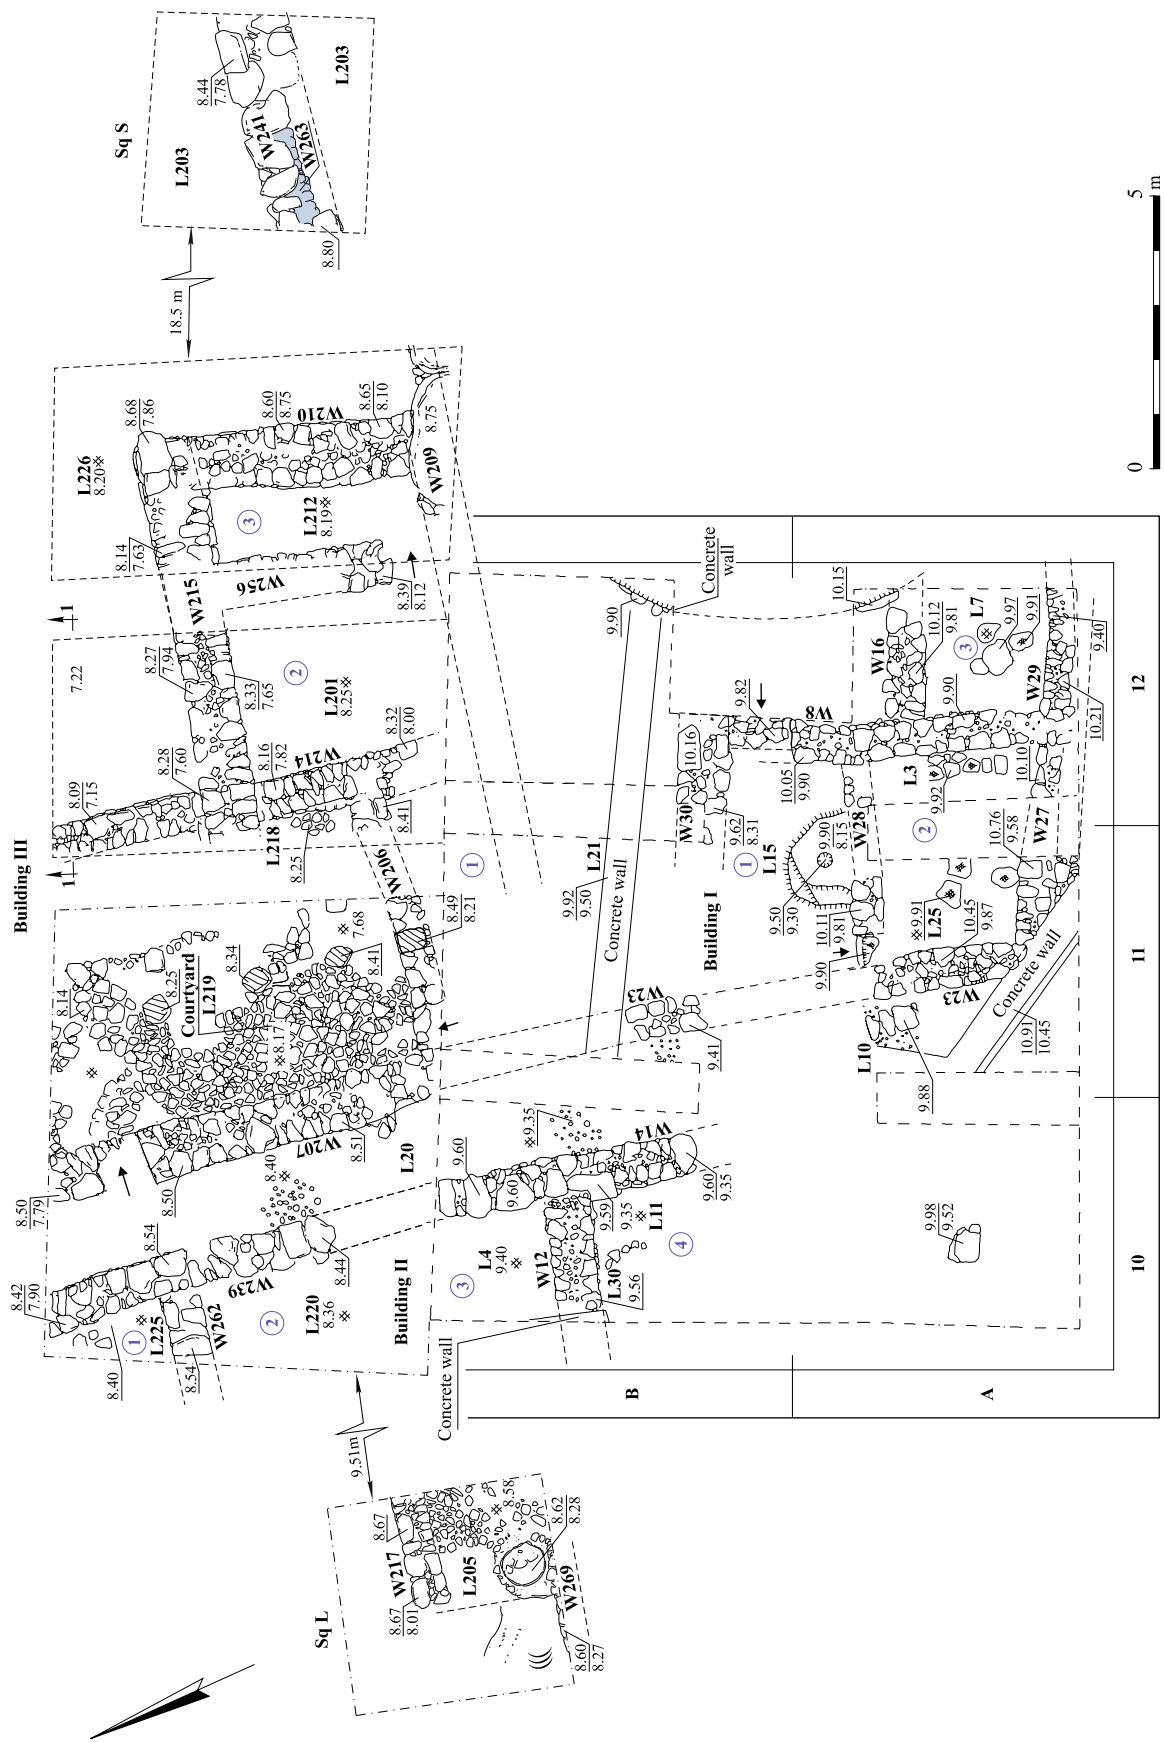 Sq S
L203
L203
8.44
7.78
W241
W263
8.80
18.5 m
5
m
0
Building III
L226
8.20
8.68
7.86
8.60
8.75
W210
8.65
8.10
8.75
W209
3
L212
8.19
8.14
7.63
W256
8.39
8.12
1
1
W215
7.22
8.27
7.94
8.33
7.65
2
L201
8.25
8.32
8.00
8.28
7.60
8.16
7.82
W214
8.09
7.15
L218
8.25
8.41
W206
1
8.49
8.21
7.68
8.41
8.34
8.25
Courtyard
L219
8.14
8.17
W207
8.51
8.40
8.50
8.50
7.79
L20
8.54
8.42
7.90
W239
8.44
1
L225
W262
8.40
8.54
2
L220
8.36
Building II
9.51m
Sq L
W217
8.67
8.67
8.01
L205
8.58
8.62
8.28
W269
8.60
8.27
Concrete wall
9.90
Concrete
wall
10.15
W16
10.12
9.81
L7
3
9.97
9.91
W29
9.40
10.21
9.90
9.82
W8
10.16
W30
9.62
8.31
10.05
9.90
L3
9.92
10.10
2
W28
10.76
9.58
W27
L21
9.92
9.50
Concrete wall
Building I
1
L15
9.90
8.15
9.50
9.30
10.11
9.81
9.90
9.91
L25
10.45
9.87
W23
W23
9.41
L10
9.88
Concrete wall
10.91
10.45
9.60
9.60
9.35
W14
9.60
9.35
9.59
9.35
L11
4
L4
9.40
3
W12
L30
9.56
9.98
9.52
B
A
12
11
10